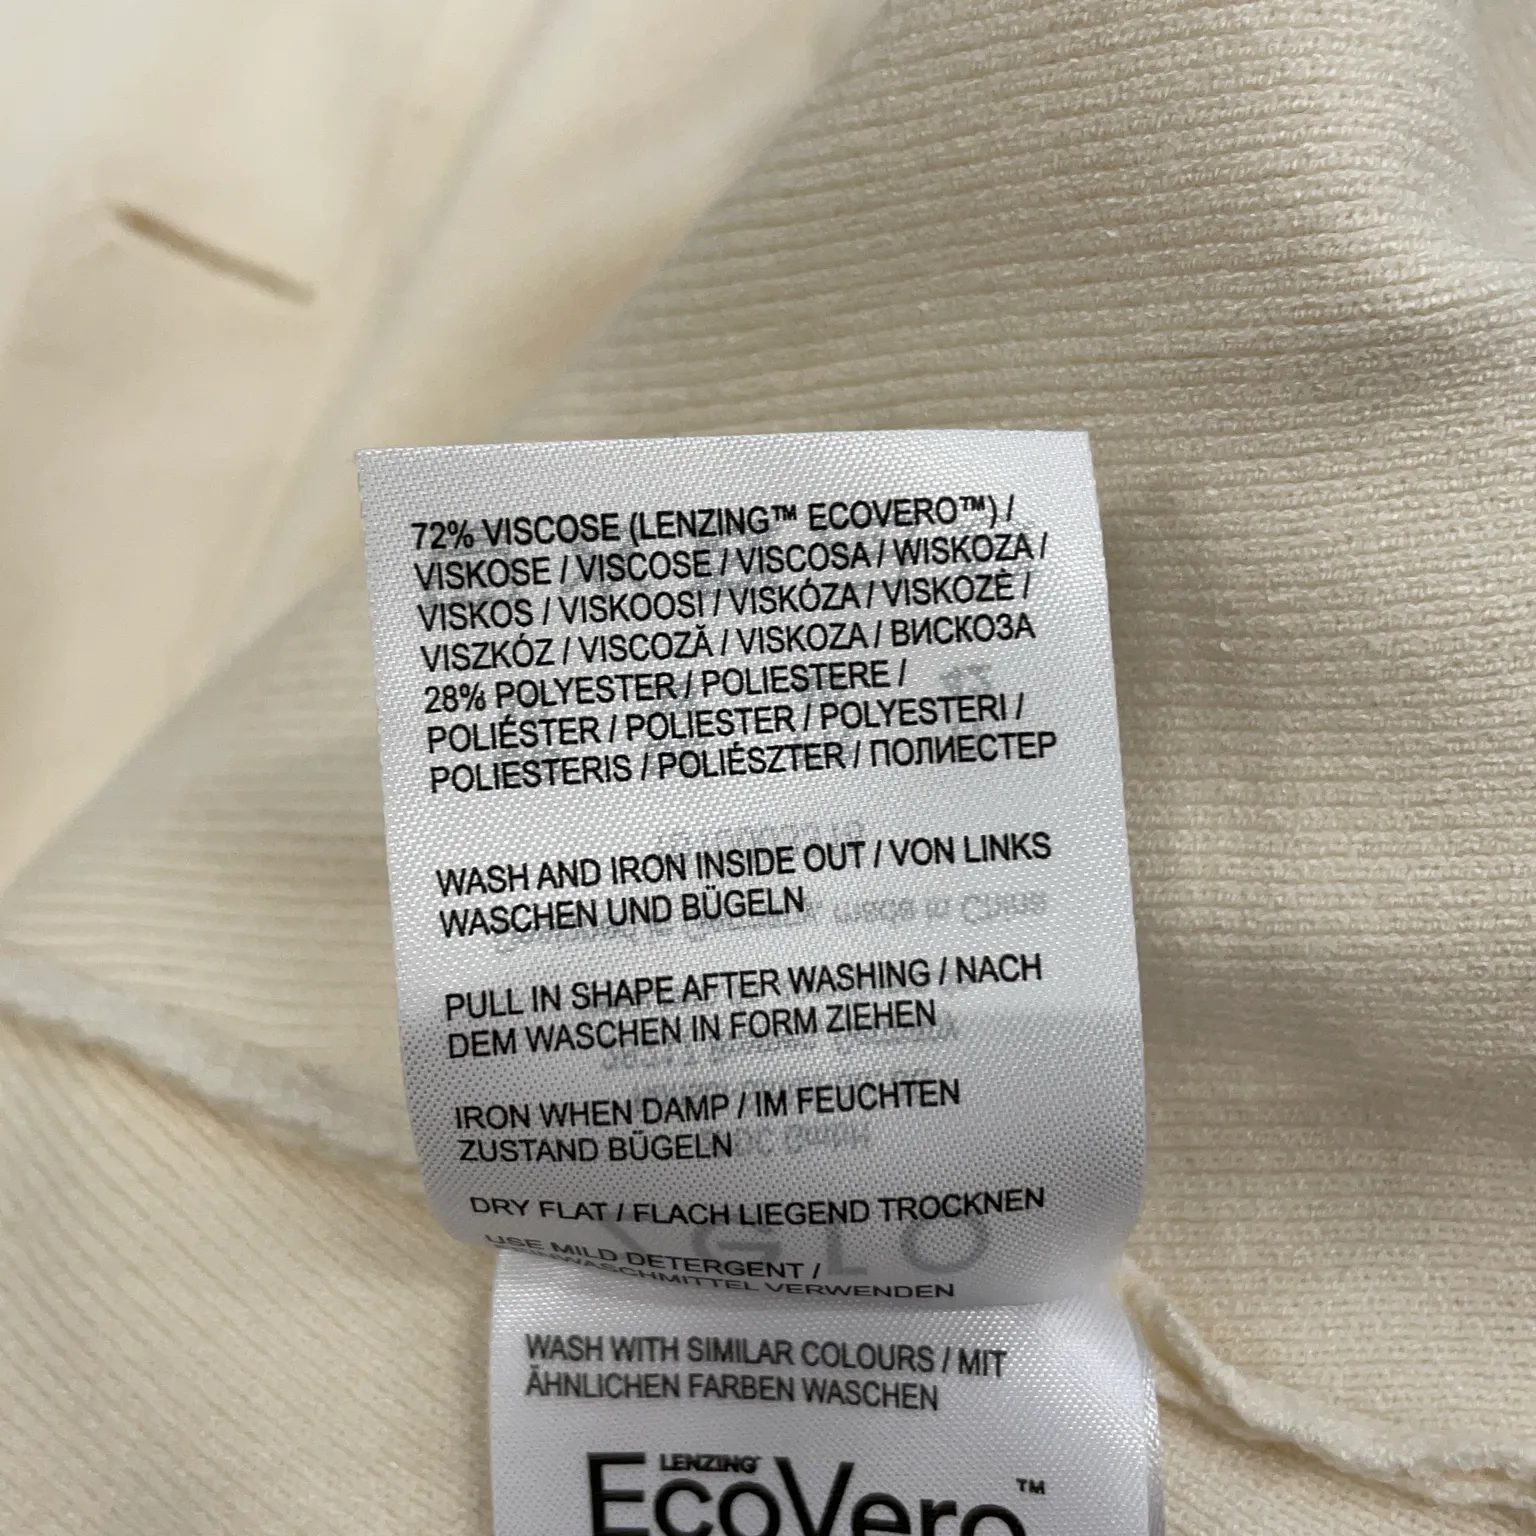 72% VISCOSE (LENZING™ ECOVERO™) /
VISKOSE / VISCOSE / VISCOSA / WISKOZA /
VISKOS / VISKOOSI / VISKÓZA / VISKOZĖ /
VISZKÓZ / VISCOZĂ / VISKOZA / ВИСКОЗА
28% POLYESTER / POLIESTERE /
POLIÉSTER / POLIESTER / POLYESTERI /
POLIESTERIS / POLIÉSZTER / ПОЛИЕСТЕР
WASH AND IRON INSIDE OUT / VON LINKS
WASCHEN UND BÜGELN
PULL IN SHAPE AFTER WASHING / NACH
DEM WASCHEN IN FORM ZIEHEN
IRON WHEN DAMP / IM FEUCHTEN
ZUSTAND BÜGELN
DRY FLAT / FLACH LIEGEND TROCKNEN
USE MILD DETERGENT /
VERWENDEN
WASH WITH SIMILAR COLOURS / MIT
ÄHNLICHEN FARBEN WASCHEN
LENZING
EcoVero™